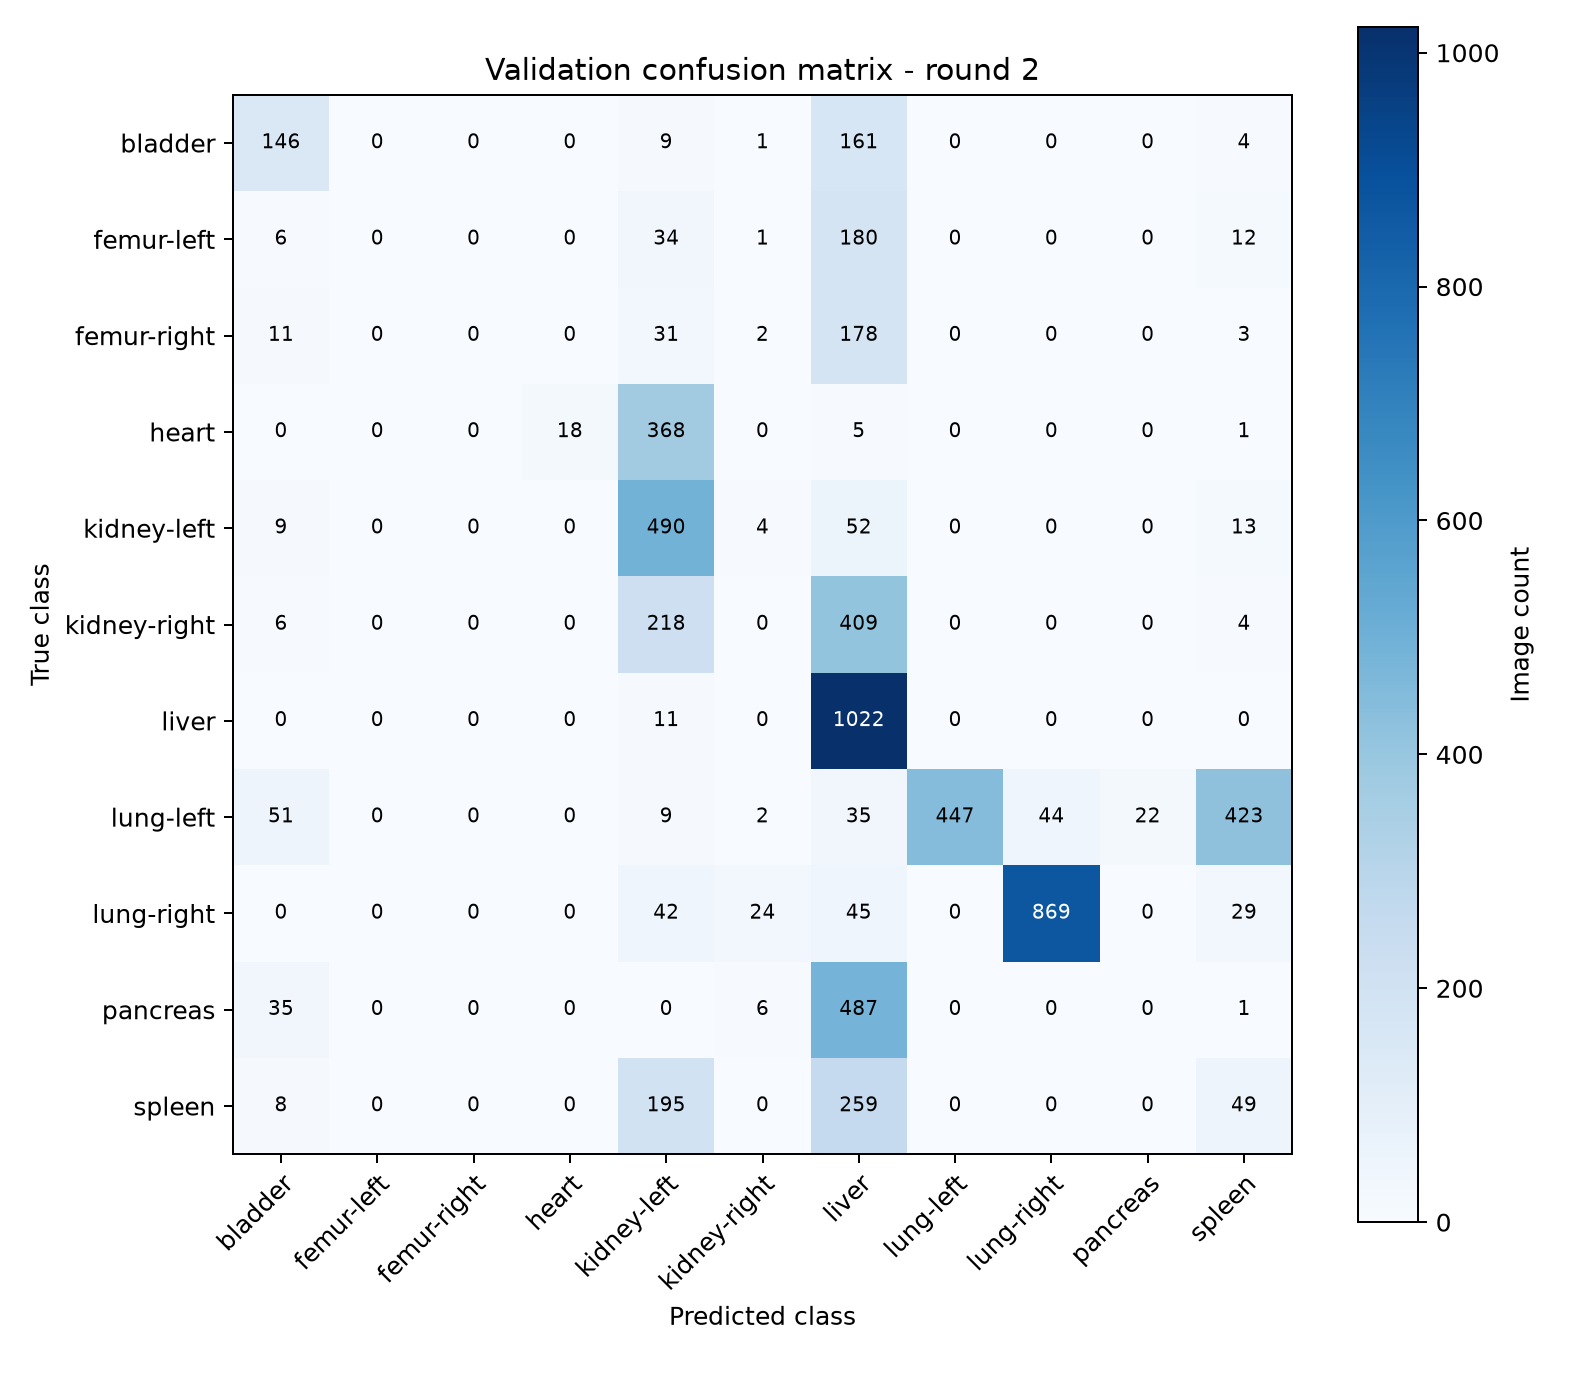 Validation confusion matrix - round 2
True class
bladder 146 0 0 0 9 1 161 0 0 0 4
femur-left 6 0 0 0 34 1 180 0 0 0 12
femur-right 11 0 0 0 31 2 178 0 0 0 3
heart 0 0 0 18 368 0 5 0 0 0 1
kidney-left 9 0 0 0 490 4 52 0 0 0 13
kidney-right 6 0 0 0 218 0 409 0 0 0 4
liver 0 0 0 0 11 0 1022 0 0 0 0
lung-left 51 0 0 0 9 2 35 447 44 22 423
lung-right 0 0 0 0 42 24 45 0 869 0 29
pancreas 35 0 0 0 0 6 487 0 0 0 1
spleen 8 0 0 0 195 0 259 0 0 0 49
bladder femur-left femur-right heart kidney-left kidney-right liver lung-left lung-right pancreas spleen
Predicted class
1000
800
600
400
200
0
Image count